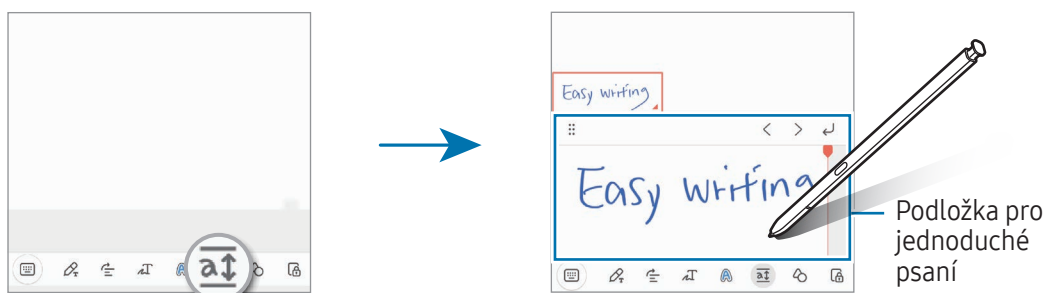 Easy writing
Easy writing
Podložka pro
jednoduché
psaní